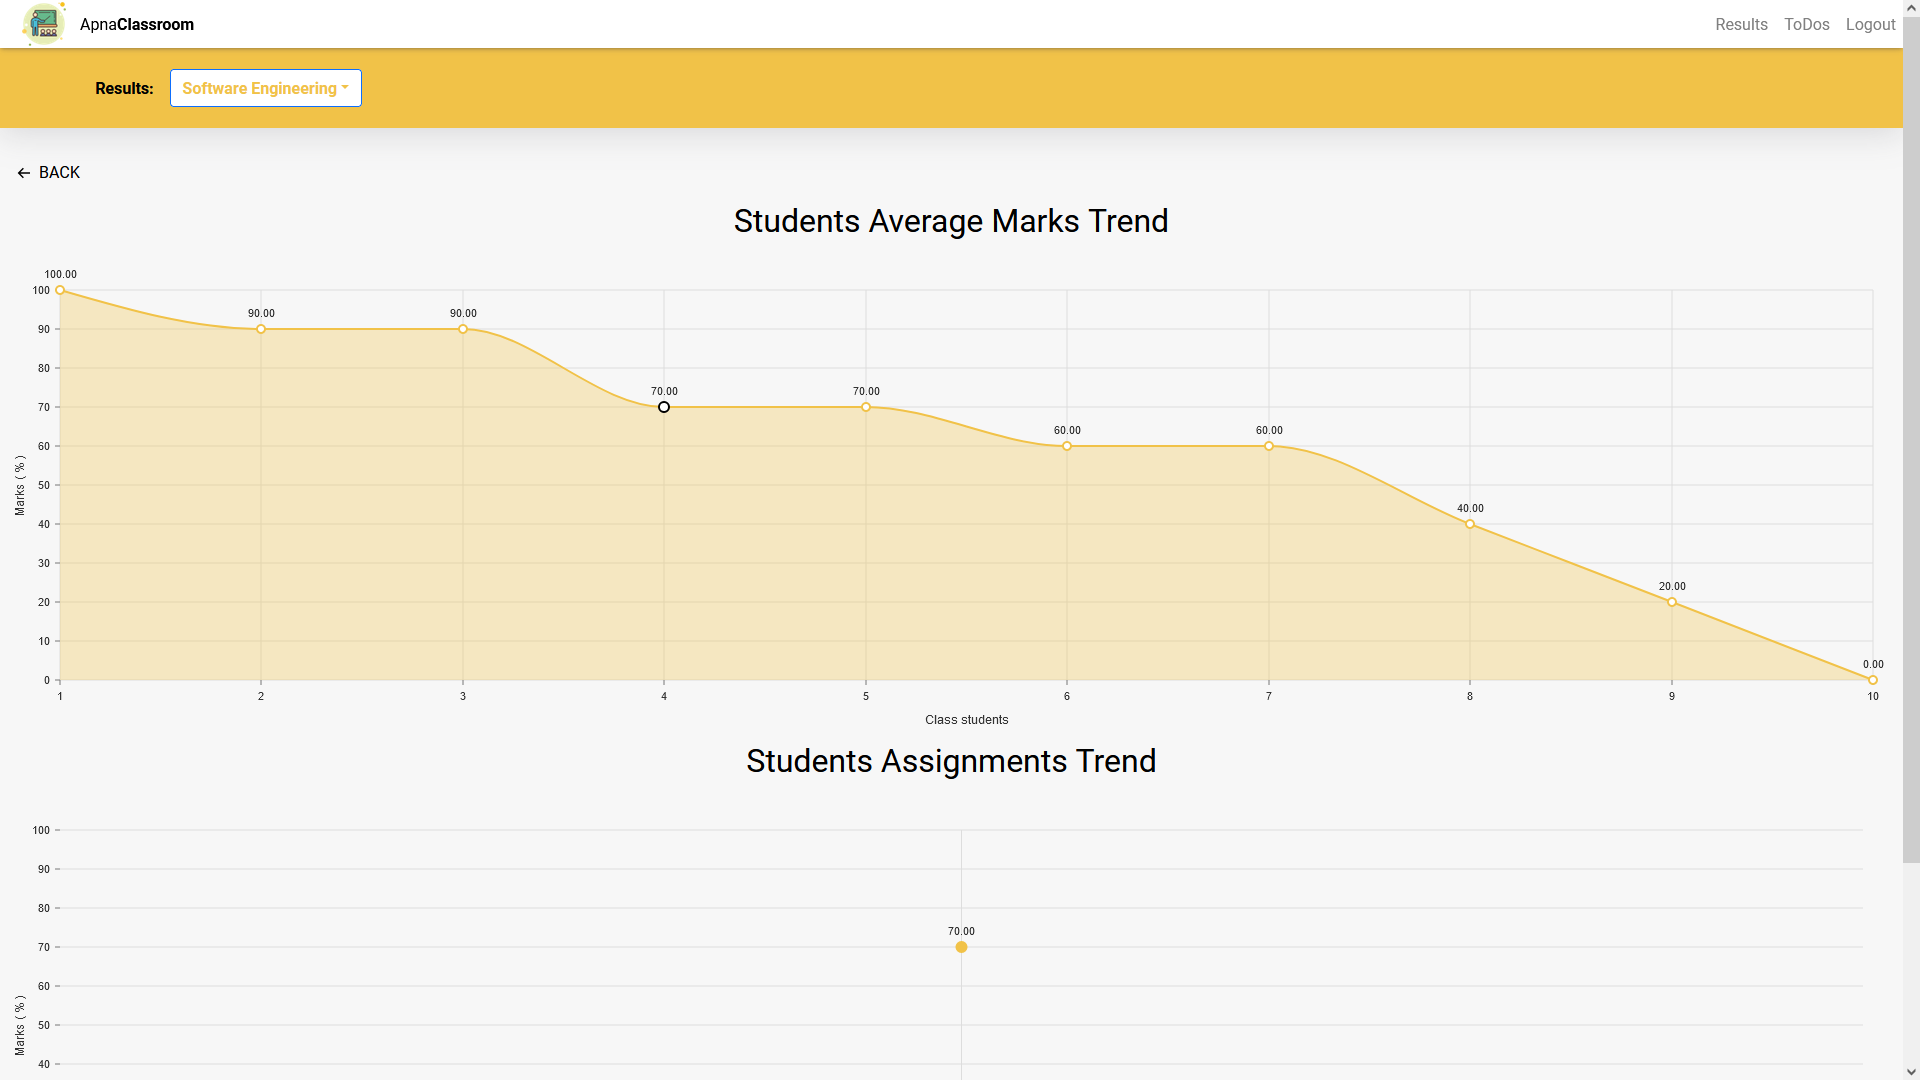 ApnaClassroom
Results ToDos Logout
Results: Software Engineering
BACK
Students Average Marks Trend
100.00
90.00
90.00
70.00
70.00
60.00
60.00
40.00
20.00
0.00
100
90
80
70
60
50
40
30
20
10
0
Marks ( % )
1 2 3 4 5 6 7 8 9 10
Class students
Students Assignments Trend
100
90
80
70
60
50
40
Marks ( % )
70.00